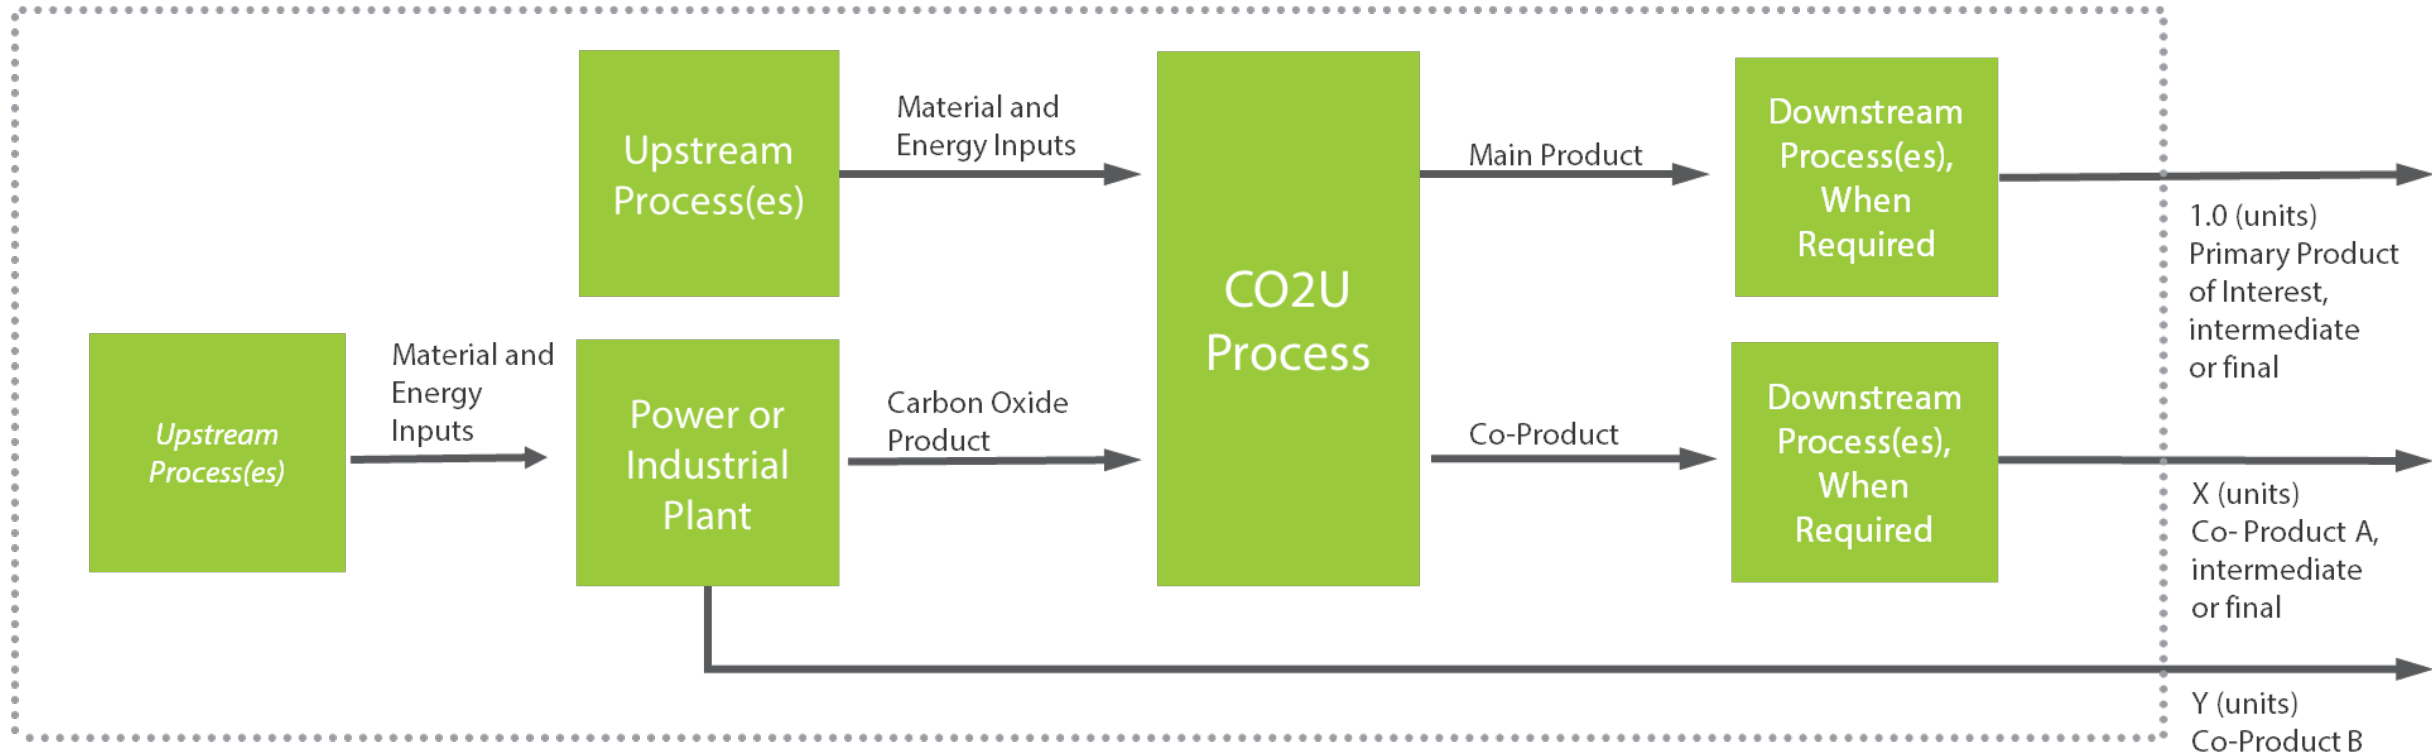 Upstream
Process(es)
Material and
Energy
Inputs
Upstream
Process(es)
Material and
Energy Inputs
Power or
Industrial
Plant
Carbon Oxide
Product
CO2U
Process
Main Product
Downstream
Process(es),
When
Required
1.0 (units)
Primary Product
of Interest,
intermediate
or final
Co-Product
Downstream
Process(es),
When
Required
X (units)
Co- Product A,
intermediate
or final
Y (units)
Co-Product B